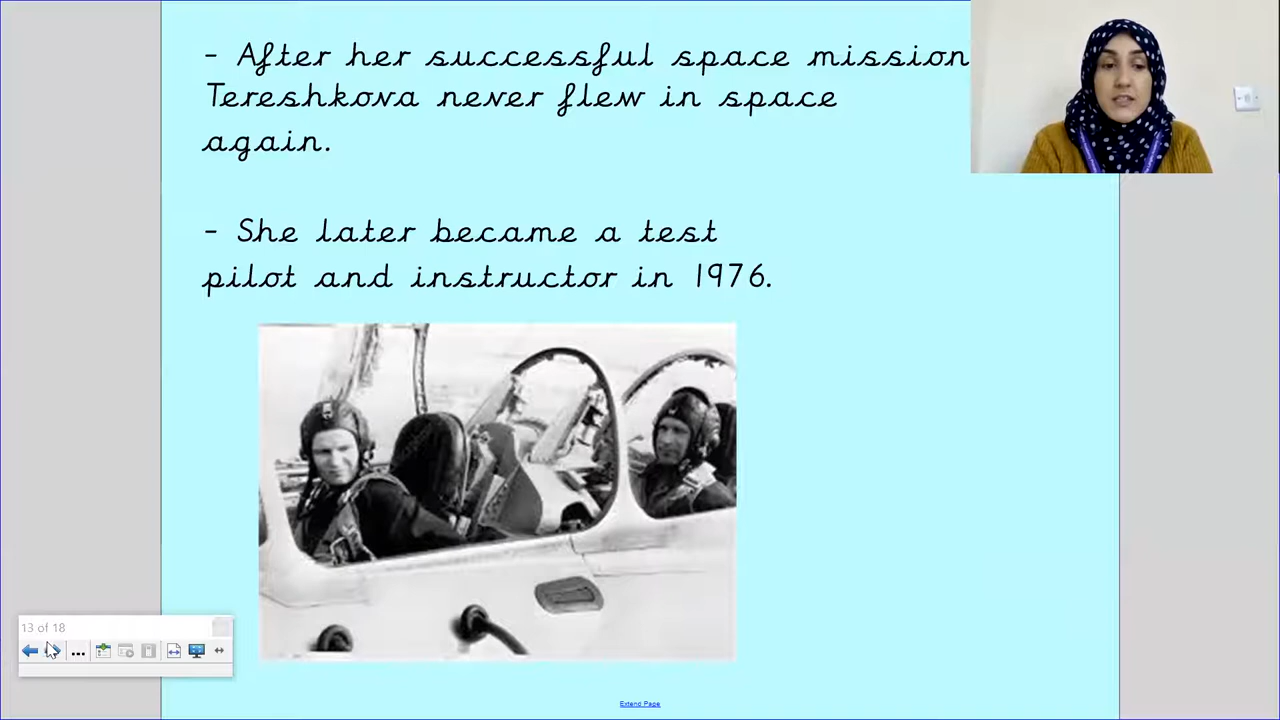 - After her successful space mission
Tereshkova never flew in space
again.
- She later became a test
pilot and instructor in 1976.
13 of 18
Extend Page